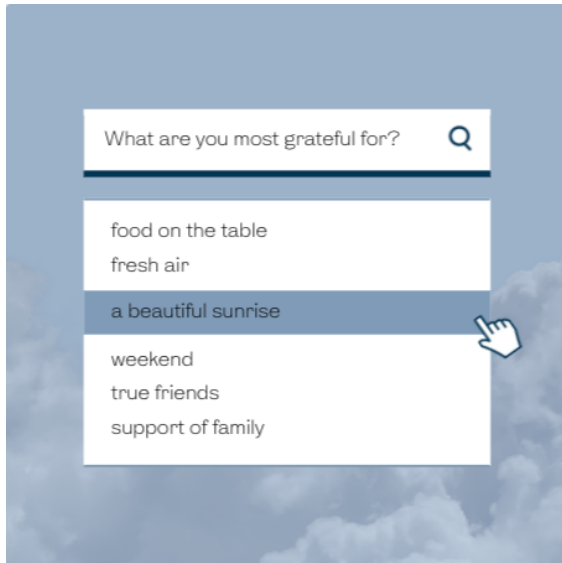 What are you most grateful for?
food on the table
fresh air
a beautiful sunrise
weekend
true friends
support of family